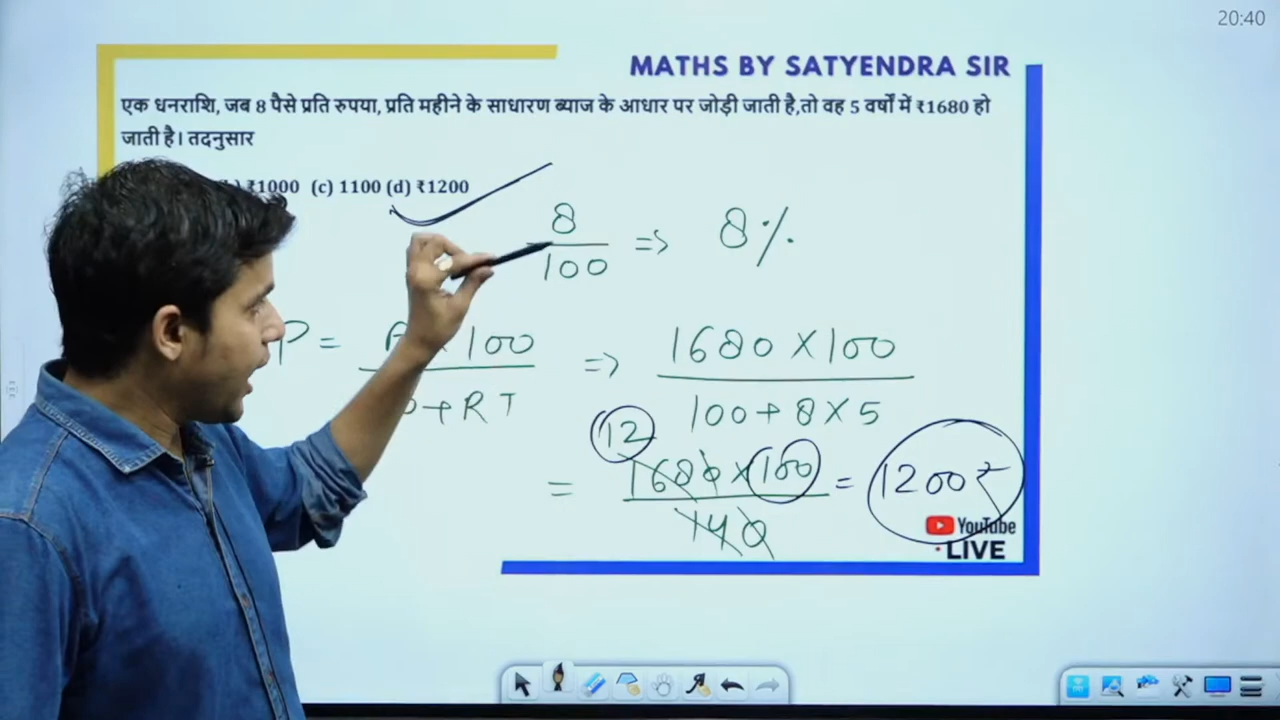 20:40
MATHS BY SATYENDRA SIR
एक धनराशि, जब 8 पैसे प्रति रुपया, प्रति महीने के साधारण ब्याज के आधार पर जोड़ी जाती है,तो वह 5 वर्षों में ₹1680 हो
जाती है। तदनुसार
₹1000 (c) 1100 (d) ₹1200
8
100
=> 8%
P = × 100
+ R T
=> 1680 × 100
100 + 8 × 5
12
= 1680 × 100 = 1200₹
140
YouTube
LIVE